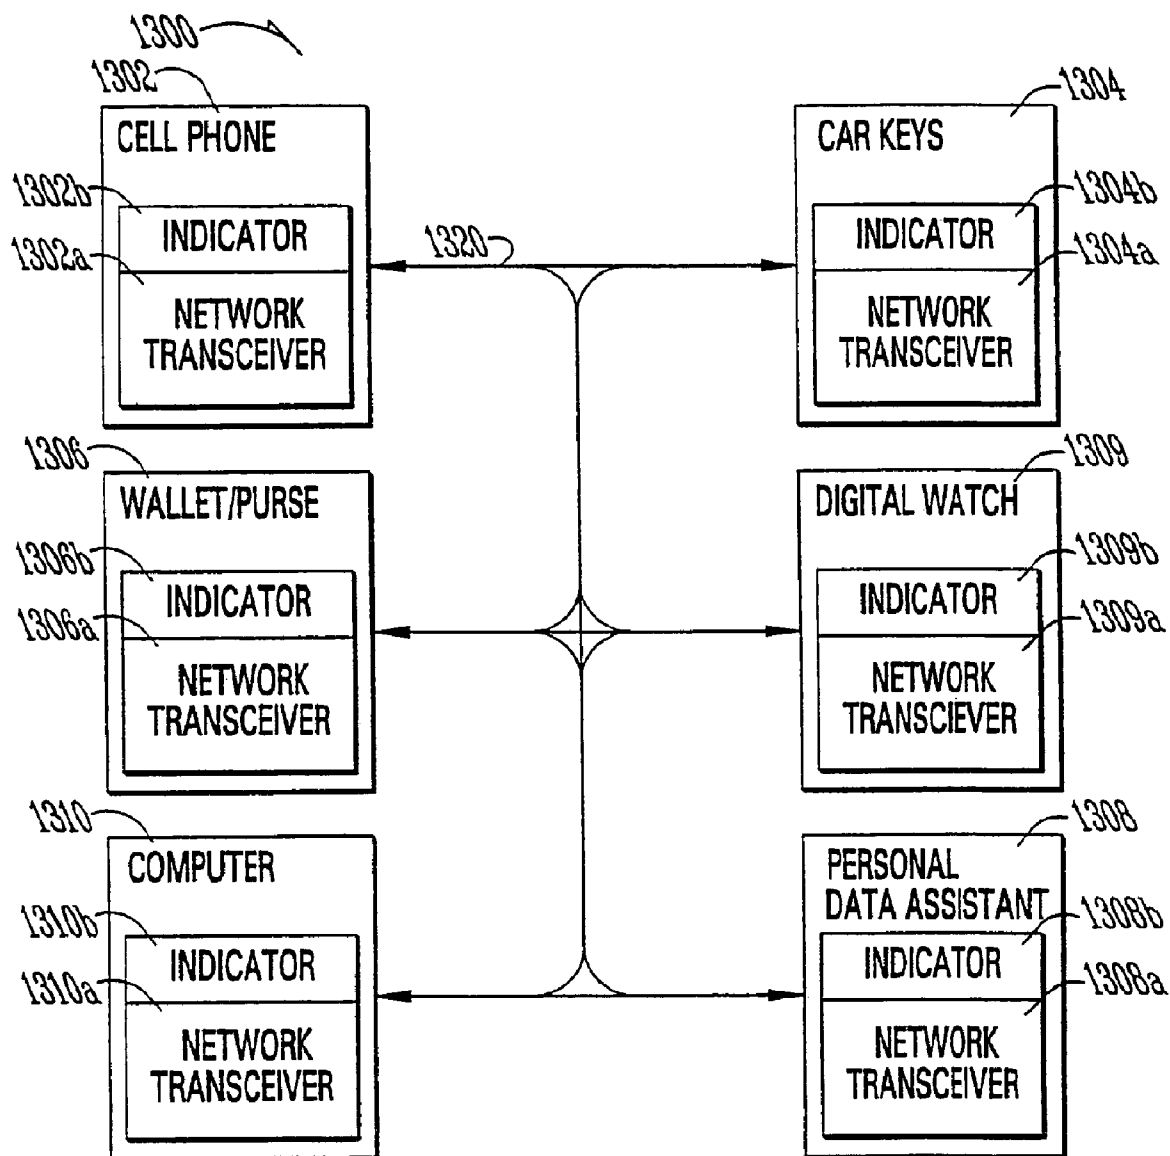 1300
1302
CELL PHONE
1302b
INDICATOR
1302a
NETWORK
TRANSCEIVER
1320
1304
CAR KEYS
1304b
INDICATOR
1304a
NETWORK
TRANSCEIVER
1306
WALLET/PURSE
1306b
INDICATOR
1306a
NETWORK
TRANSCEIVER
1309
DIGITAL WATCH
1309b
INDICATOR
1309a
NETWORK
TRANSCIEVER
1310
COMPUTER
1310b
INDICATOR
1310a
NETWORK
TRANSCEIVER
1308
PERSONAL
DATA ASSISTANT
1308b
INDICATOR
1308a
NETWORK
TRANSCEIVER